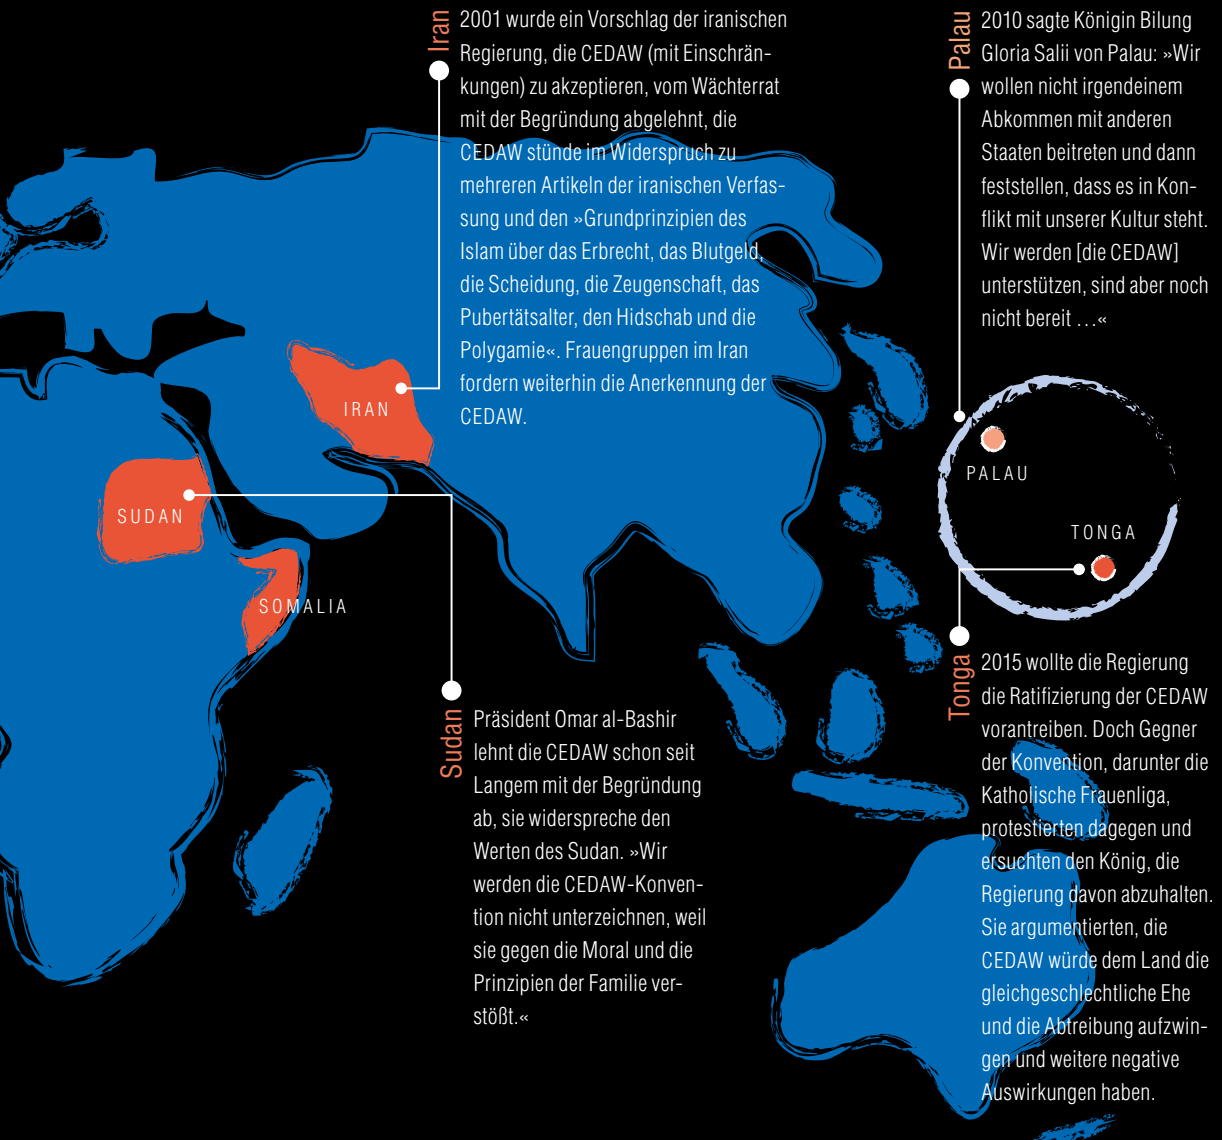 Iran
2001 wurde ein Vorschlag der iranischen
Regierung, die CEDAW (mit Einschrän-
kungen) zu akzeptieren, vom Wächterrat
mit der Begründung abgelehnt, die
CEDAW stünde im Widerspruch zu
mehreren Artikeln der iranischen Verfas-
sung und den »Grundprinzipien des
Islam über das Erbrecht, das Blutgeld,
die Scheidung, die Zeugenschaft, das
Pubertätsalter, den Hidschab und die
Polygamie«. Frauengruppen im Iran
fordern weiterhin die Anerkennung der
CEDAW.
Palau
2010 sagte Königin Bilung
Gloria Salii von Palau: »Wir
wollen nicht irgendeinem
Abkommen mit anderen
Staaten beitreten und dann
feststellen, dass es in Kon-
flikt mit unserer Kultur steht.
Wir werden [die CEDAW]
unterstützen, sind aber noch
nicht bereit …«
IRAN
SUDAN
SOMALIA
PALAU
TONGA
Sudan
Präsident Omar al-Bashir
lehnt die CEDAW schon seit
Langem mit der Begründung
ab, sie widerspreche den
Werten des Sudan. »Wir
werden die CEDAW-Konven-
tion nicht unterzeichnen, weil
sie gegen die Moral und die
Prinzipien der Familie ver-
stößt.«
Tonga
2015 wollte die Regierung
die Ratifizierung der CEDAW
vorantreiben. Doch Gegner
der Konvention, darunter die
Katholische Frauenliga,
protestierten dagegen und
ersuchten den König, die
Regierung davon abzuhalten.
Sie argumentierten, die
CEDAW würde dem Land die
gleichgeschlechtliche Ehe
und die Abtreibung aufzwin-
gen und weitere negative
Auswirkungen haben.